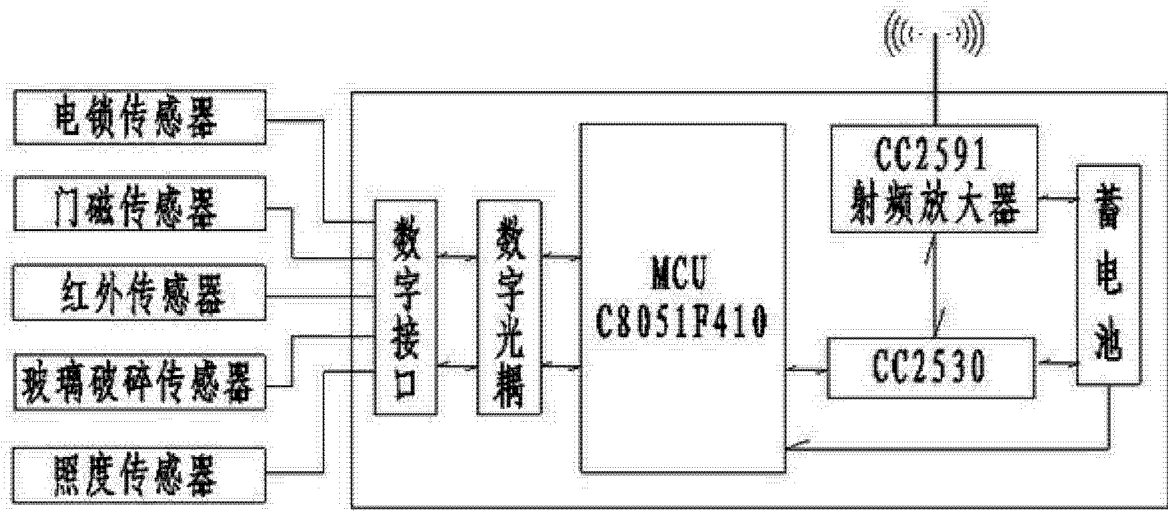 电锁传感器
门磁传感器
红外传感器
玻璃破碎传感器
照度传感器
数字接口
数字光耦
MCU
C8051F410
CC2591
射频放大器
CC2530
蓄电池